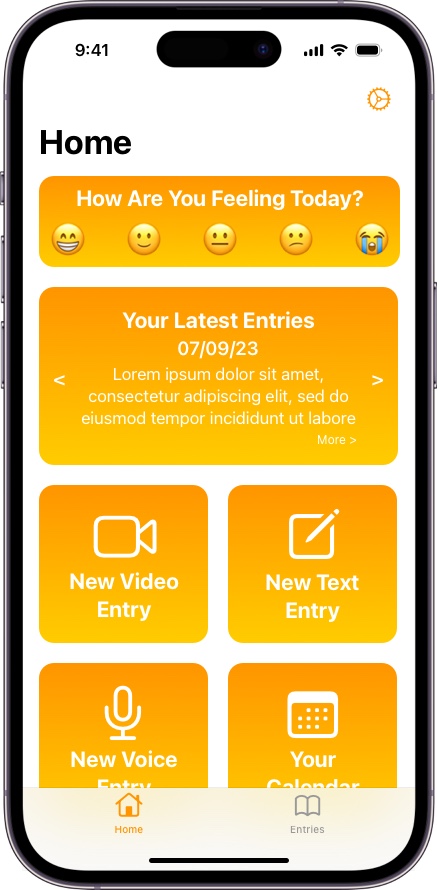 9:41
Home
How Are You Feeling Today?
Your Latest Entries
07/09/23
<
Lorem ipsum dolor sit amet,
consectetur adipiscing elit, sed do
eiusmod tempor incididunt ut labore
>
More >
New Video
Entry
New Text
Entry
New Voice
Entry
Your
Calendar
Home
Entries